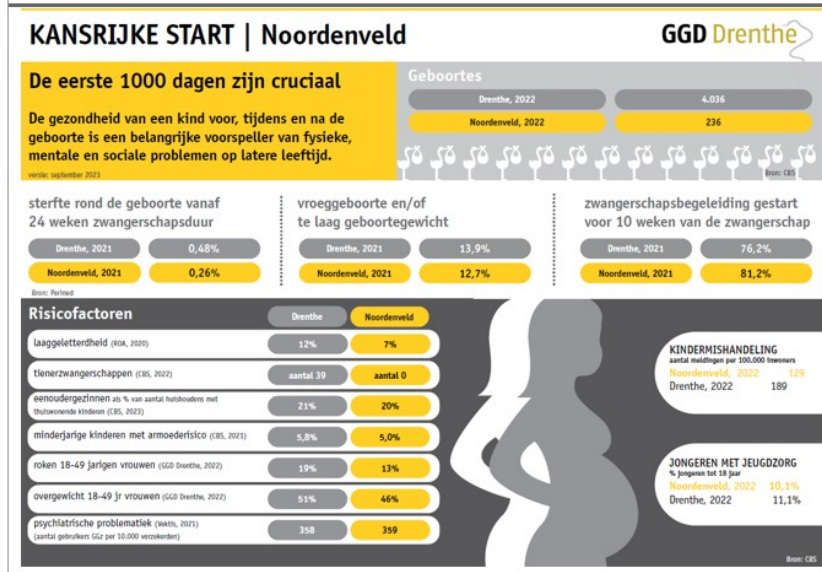 KANSRIJKE START | Noordenveld
GGD Drenthe
De eerste 1000 dagen zijn cruciaal
De gezondheid van een kind voor, tijdens en na de
geboorte is een belangrijke voorspeller van fysieke,
mentale en sociale problemen op latere leeftijd.
versie: september 2023
Geboortes
Drenthe, 2022 4.036
Noordenveld, 2022 236
Bron: CBS
sterfte rond de geboorte vanaf
24 weken zwangerschapsduur
Drenthe, 2021 0,48%
Noordenveld, 2021 0,26%
Bron: Perined
vroeggeboorte en/of
te laag geboortegewicht
Drenthe, 2021 13,9%
Noordenveld, 2021 12,7%
zwangerschapsbegeleiding gestart
voor 10 weken van de zwangerschap
Drenthe, 2021 76,2%
Noordenveld, 2021 81,2%
Risicofactoren Drenthe Noordenveld
laaggeletterdheid (ROA, 2020) 12% 7%
tienerzwangerschappen (CBS, 2022) aantal 39 aantal 0
eenoudergezinnen als % van aantal huishoudens met
thuiswonende kinderen (CBS, 2023) 21% 20%
minderjarige kinderen met armoederisico (CBS, 2021) 5,8% 5,0%
roken 18-49 jarigen vrouwen (GGD Drenthe, 2022) 19% 13%
overgewicht 18-49 jr vrouwen (GGD Drenthe, 2022) 51% 46%
psychiatrische problematiek (Vektis, 2021)
(aantal gebruikers GGz per 10.000 verzekerden) 358 359
KINDERMISHANDELING
aantal meldingen per 100.000 inwoners
Noordenveld, 2022 129
Drenthe, 2022 189
JONGEREN MET JEUGDZORG
% jongeren tot 18 jaar
Noordenveld, 2022 10,1%
Drenthe, 2022 11,1%
Bron: CBS